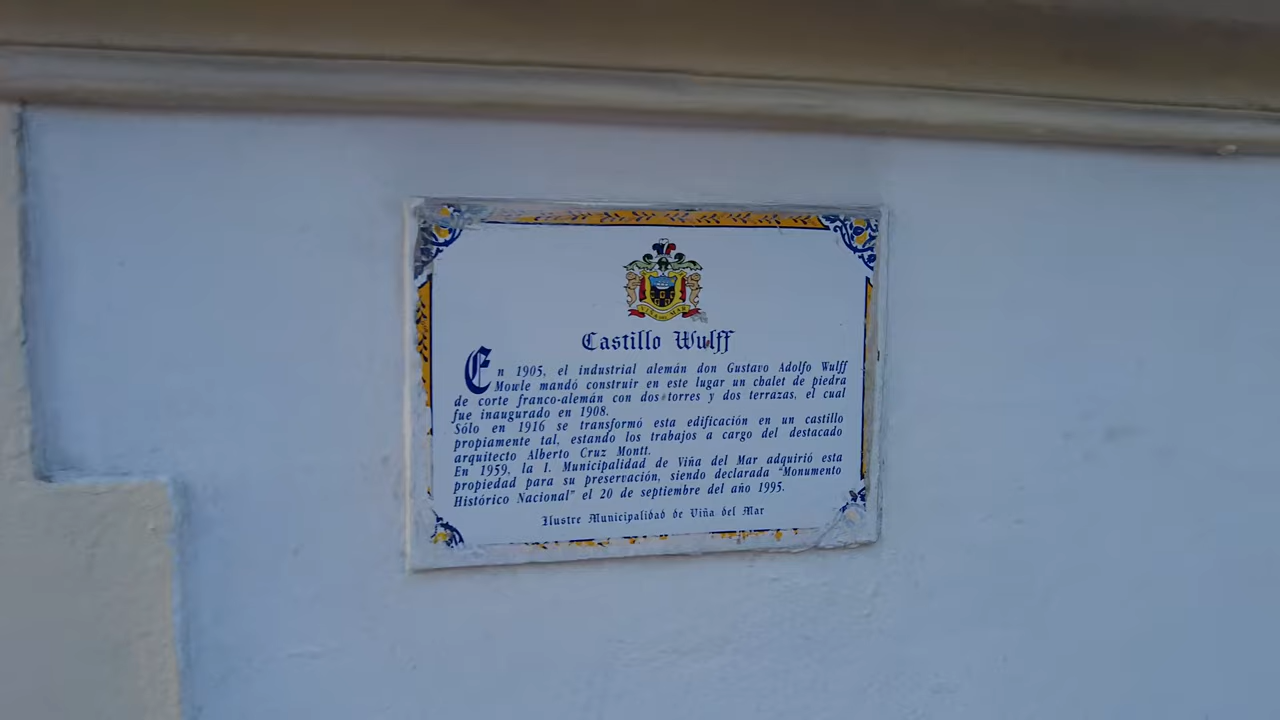 VIÑA DEL MAR
Castillo Wulff
En 1905, el industrial alemán don Gustavo Adolfo Wulff
Mowle mandó construir en este lugar un chalet de piedra
de corte franco-alemán con dos torres y dos terrazas, el cual
fue inaugurado en 1908.
Sólo en 1916 se transformó esta edificación en un castillo
propiamente tal, estando los trabajos a cargo del destacado
arquitecto Alberto Cruz Montt.
En 1959, la I. Municipalidad de Viña del Mar adquirió esta
propiedad para su preservación, siendo declarada "Monumento
Histórico Nacional" el 20 de septiembre del año 1995.
Ilustre Municipalidad de Viña del Mar